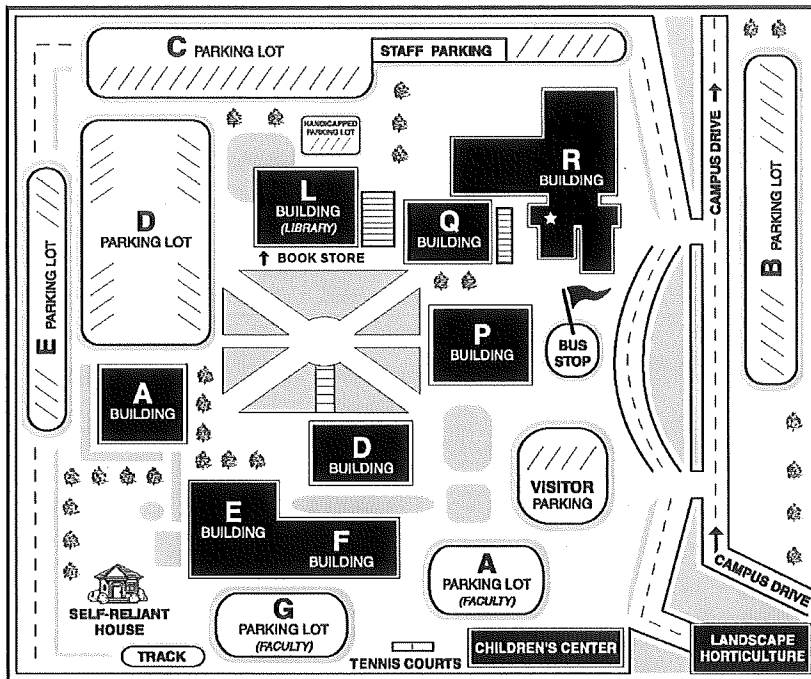 C PARKING LOT
STAFF PARKING
HANDICAPPED
PARKING LOT
R
BUILDING
CAMPUS DRIVE
B PARKING LOT
D
PARKING LOT
L
BUILDING
(LIBRARY)
Q
BUILDING
BOOK STORE
E PARKING LOT
P
BUILDING
BUS
STOP
A
BUILDING
D
BUILDING
VISITOR
PARKING
E
BUILDING
F
BUILDING
A
PARKING LOT
(FACULTY)
CAMPUS DRIVE
SELF-RELIANT
HOUSE
G
PARKING LOT
(FACULTY)
TRACK
TENNIS COURTS
CHILDREN'S CENTER
LANDSCAPE
HORTICULTURE